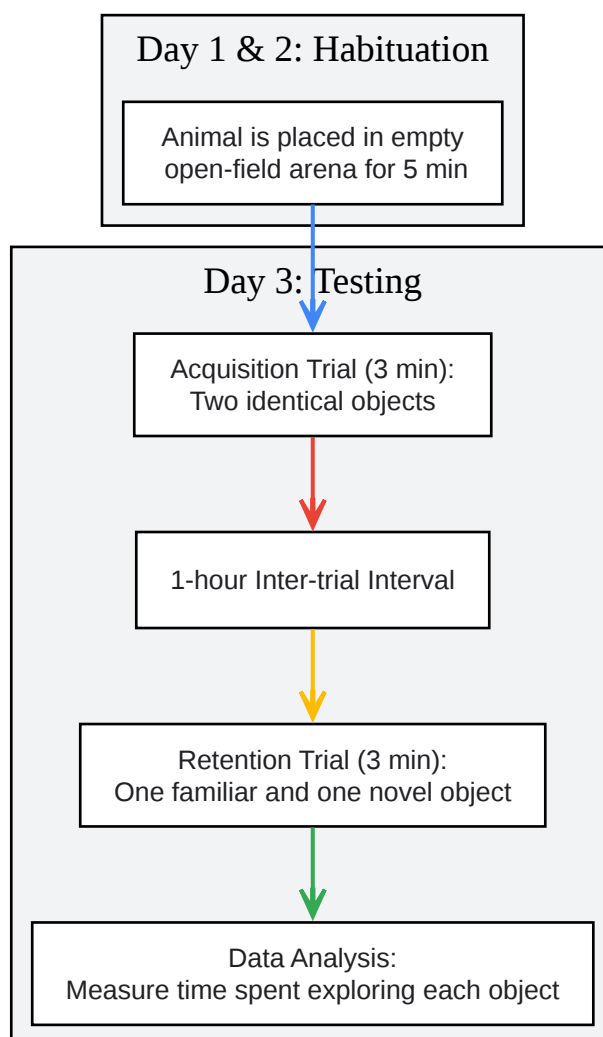 Day 1 & 2: Habituation
Animal is placed in empty
open-field arena for 5 min
Day 3: Testing
Acquisition Trial (3 min):
Two identical objects
1-hour Inter-trial Interval
Retention Trial (3 min):
One familiar and one novel object
Data Analysis:
Measure time spent exploring each object